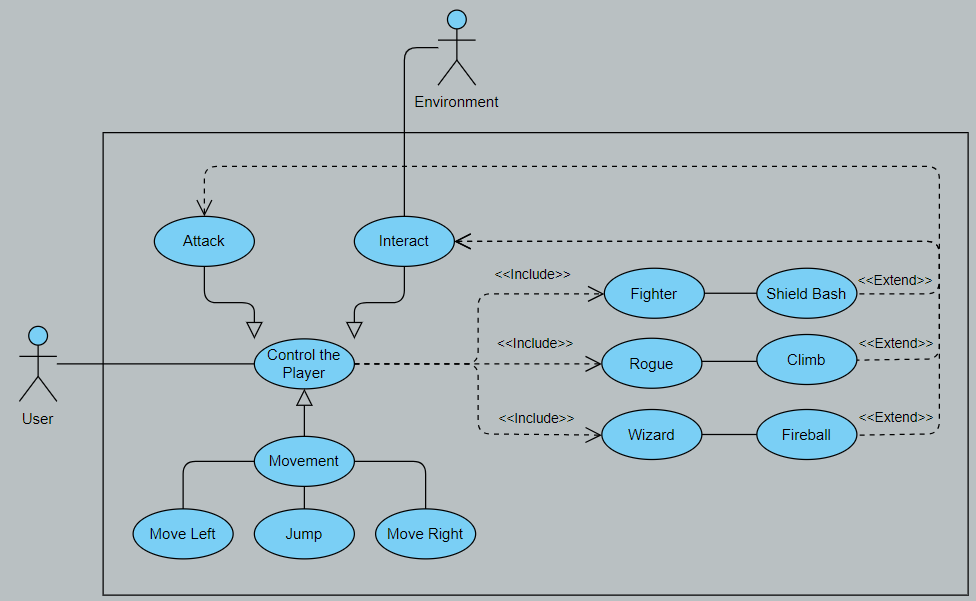 Environment
Attack
Interact
<<Include>>
Fighter
Shield Bash
<<Extend>>
User
Control the
Player
<<Include>>
Rogue
Climb
<<Extend>>
<<Include>>
Wizard
Fireball
<<Extend>>
Movement
Move Left
Jump
Move Right